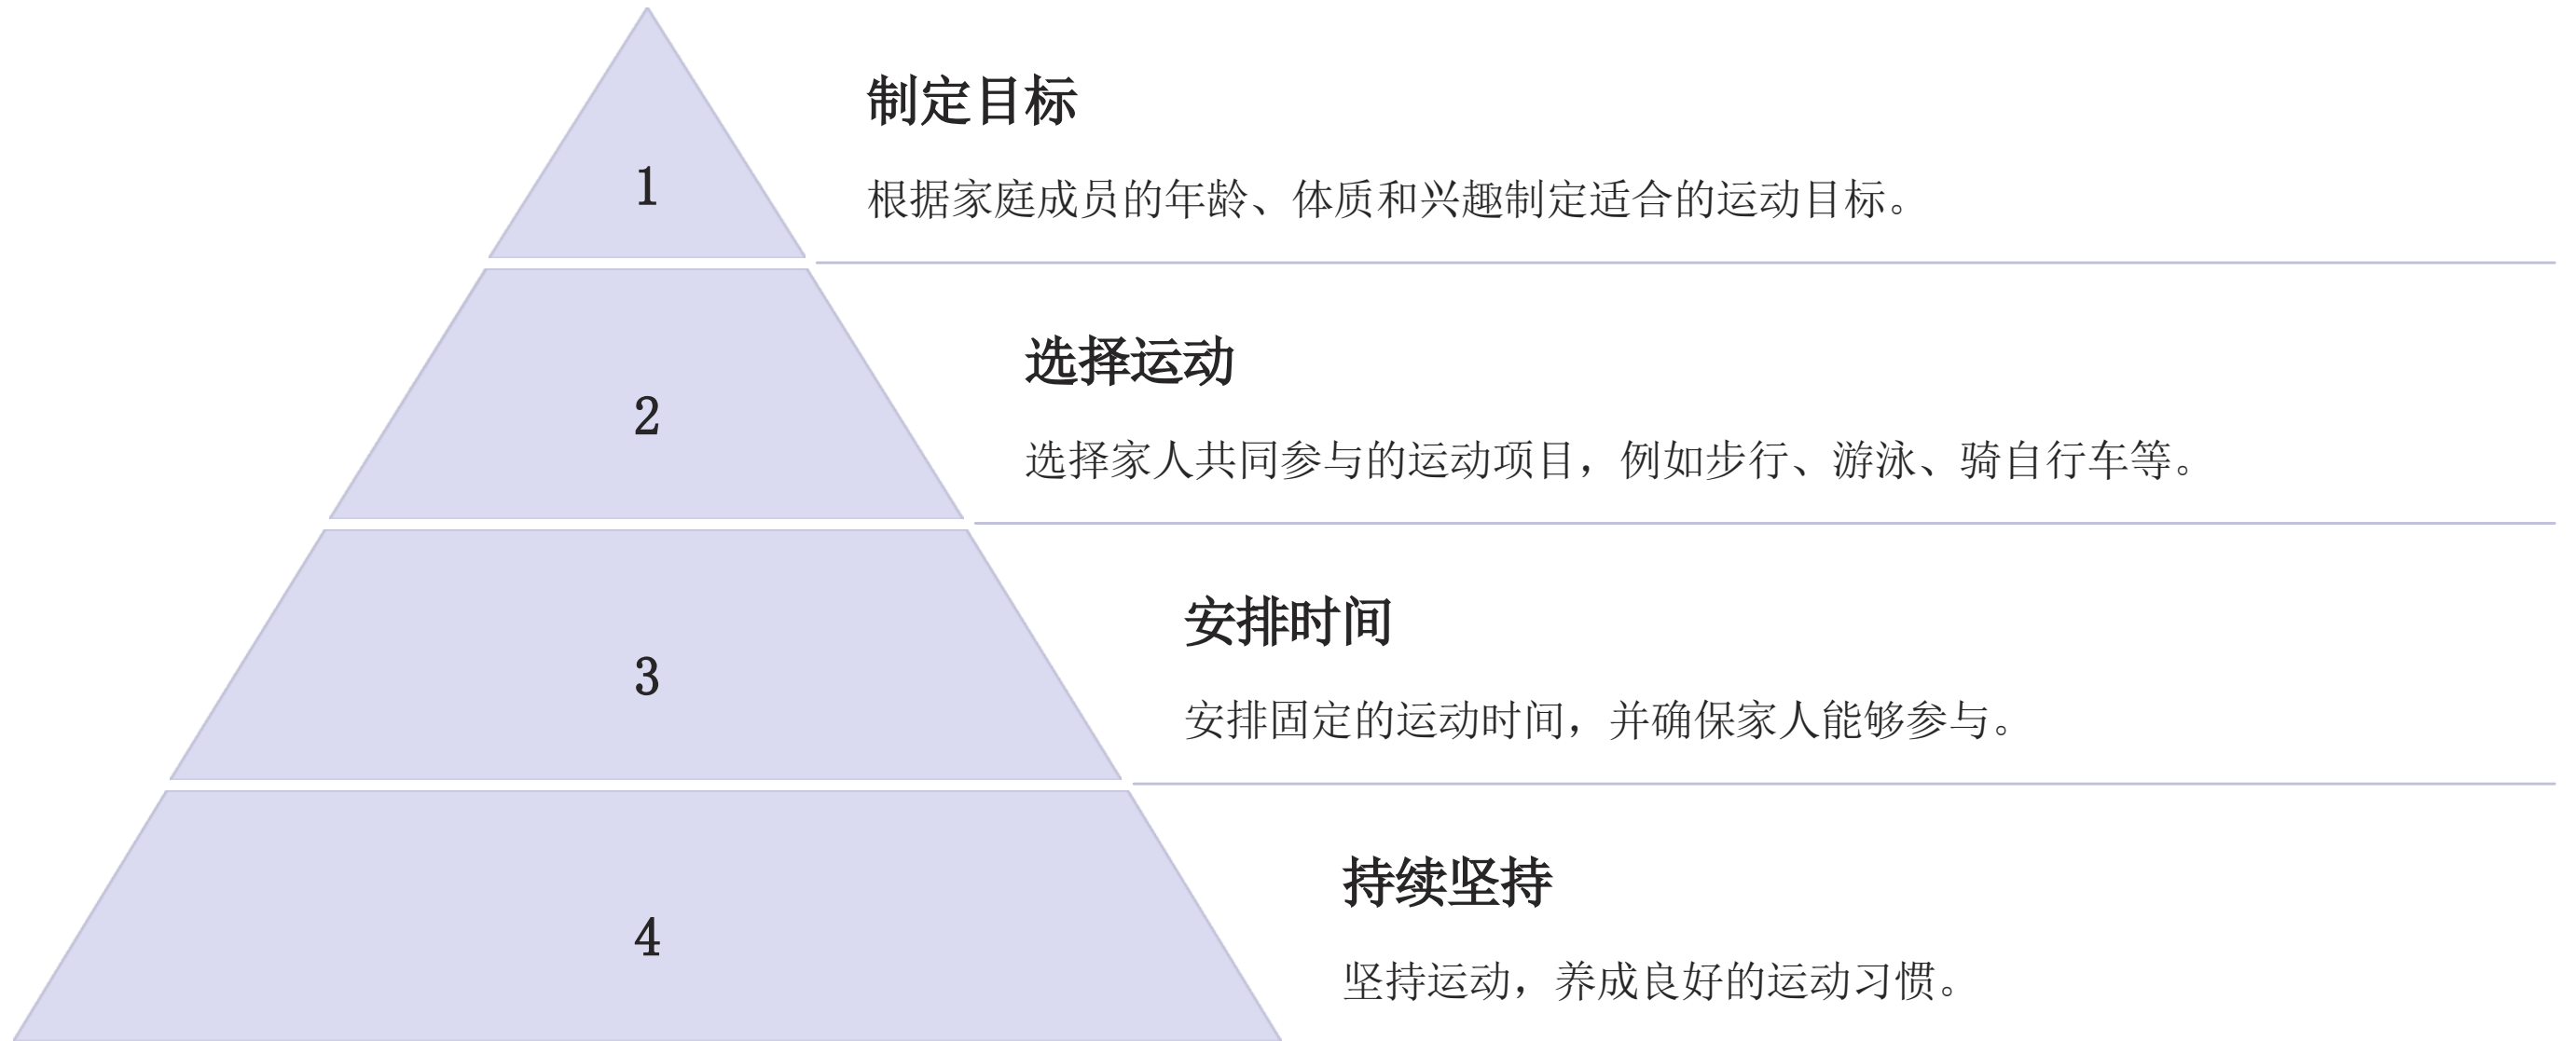 1
制定目标
根据家庭成员的年龄、体质和兴趣制定适合的运动目标。
2
选择运动
选择家人共同参与的运动项目，例如步行、游泳、骑自行车等。
3
安排时间
安排固定的运动时间，并确保家人能够参与。
4
持续坚持
坚持运动，养成良好的运动习惯。